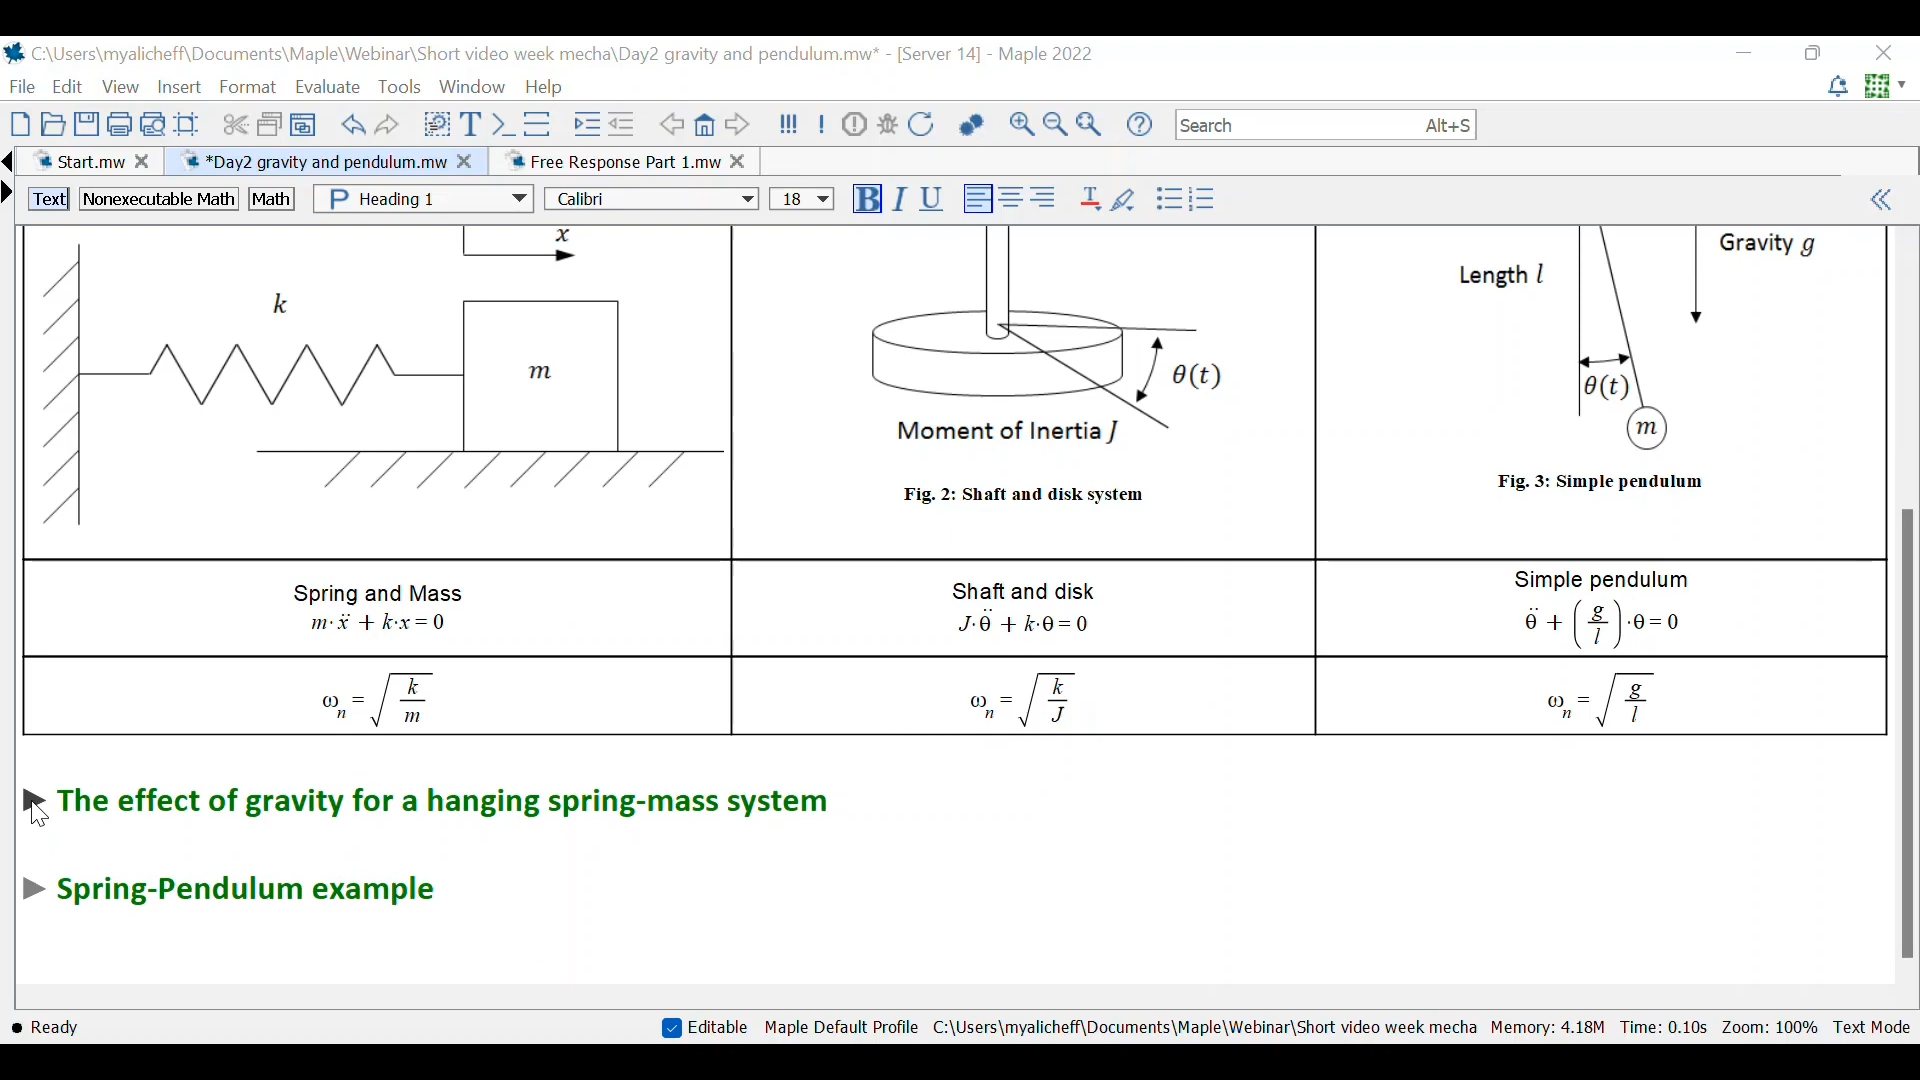 C:\Users\myalicheff\Documents\Maple\Webinar\Short video week mecha\Day2 gravity and pendulum.mw* - [Server 14] - Maple 2022
File Edit View Insert Format Evaluate Tools Window Help
Search Alt+S
Start.mw *Day2 gravity and pendulum.mw Free Response Part 1.mw
Text Nonexecutable Math Math P Heading 1 Calibri 18 B I U
x
k
m
θ(t)
Moment of Inertia J
Fig. 2: Shaft and disk system
Gravity g
Length l
θ(t)
m
Fig. 3: Simple pendulum
Spring and Mass
m·ẍ + k·x = 0
Shaft and disk
J·θ̈ + k·θ = 0
Simple pendulum
θ̈ + (g/l)·θ = 0
ωn = √(k/m)
ωn = √(k/J)
ωn = √(g/l)
The effect of gravity for a hanging spring-mass system
Spring-Pendulum example
Ready Editable Maple Default Profile C:\Users\myalicheff\Documents\Maple\Webinar\Short video week mecha Memory: 4.18M Time: 0.10s Zoom: 100% Text Mode